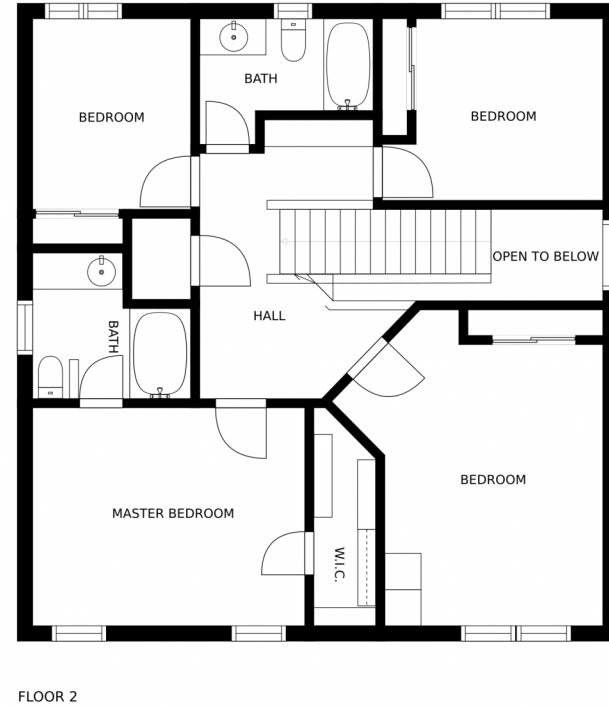 BATH
BEDROOM
BEDROOM
OPEN TO BELOW
HALL
BATH
BEDROOM
MASTER BEDROOM
W.I.C.
FLOOR 2